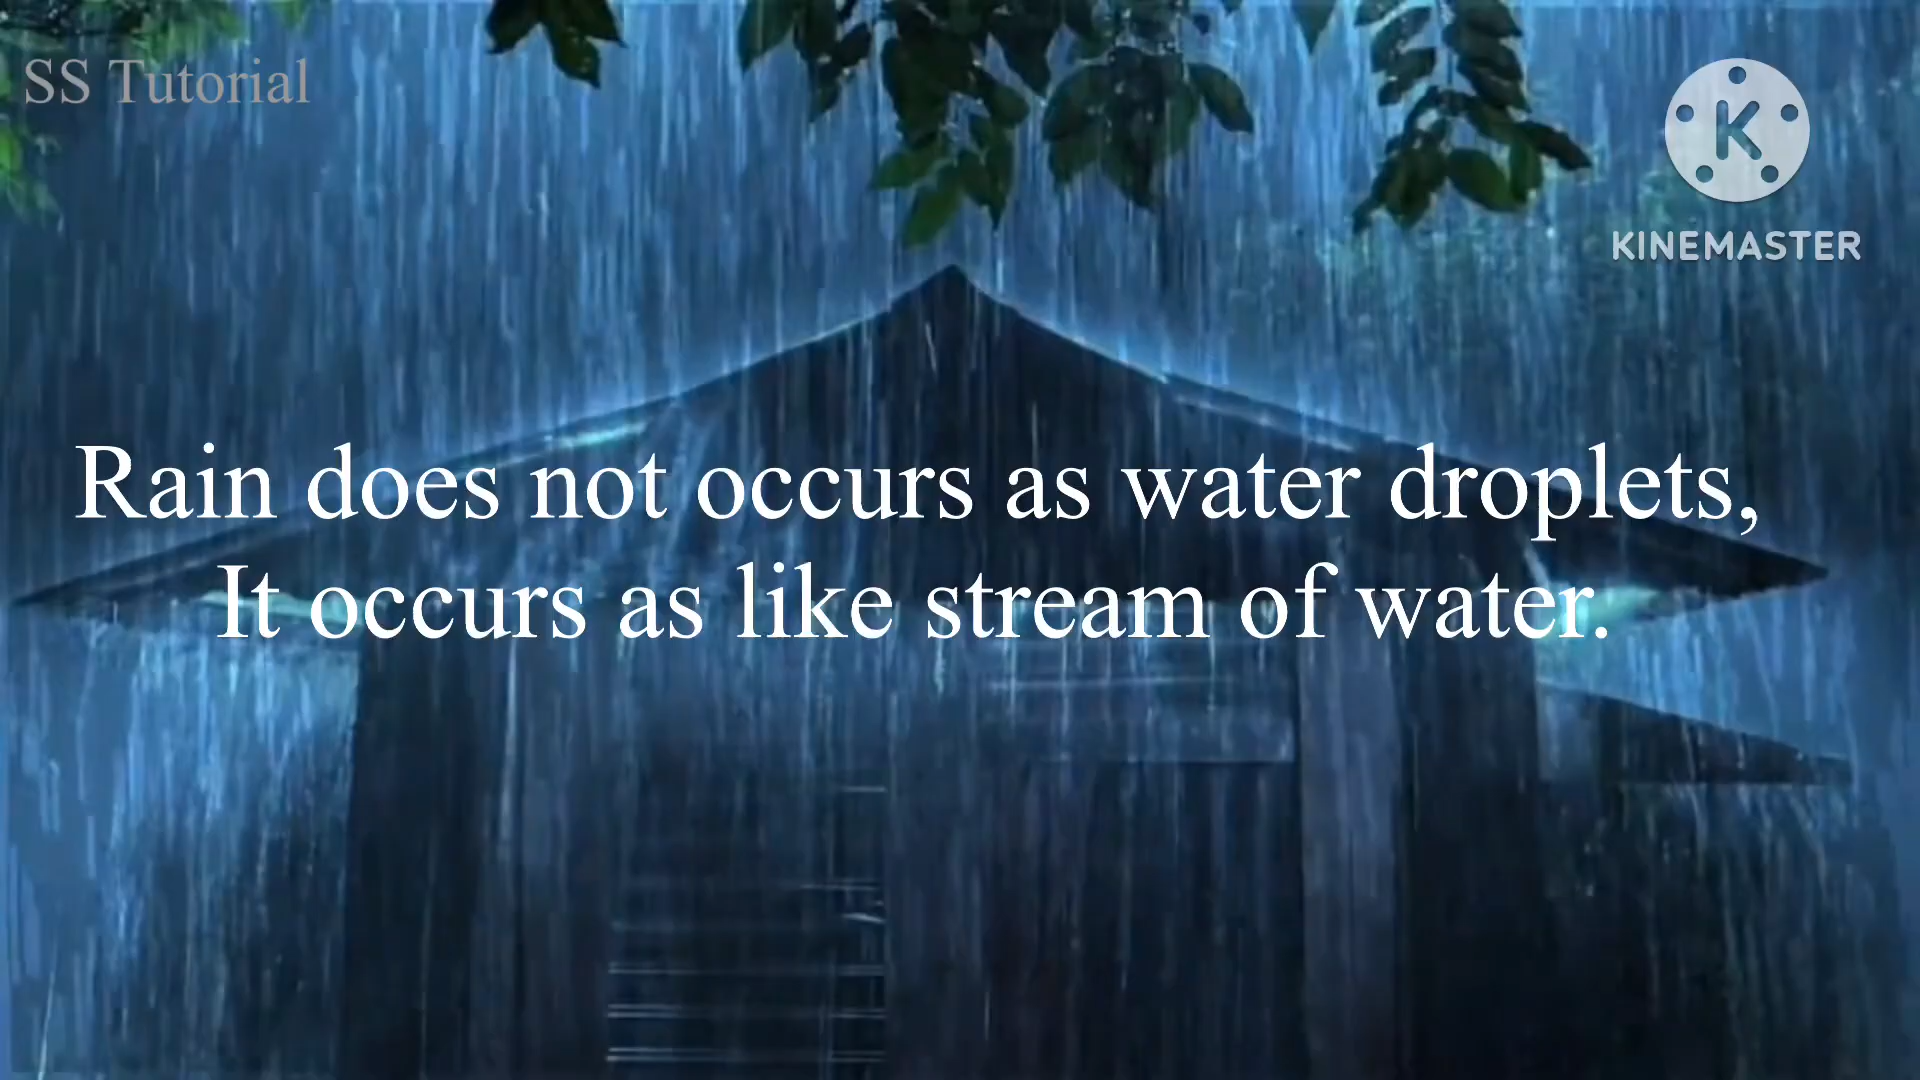 SS Tutorial
K
KINEMASTER
Rain does not occurs as water droplets,
It occurs as like stream of water.